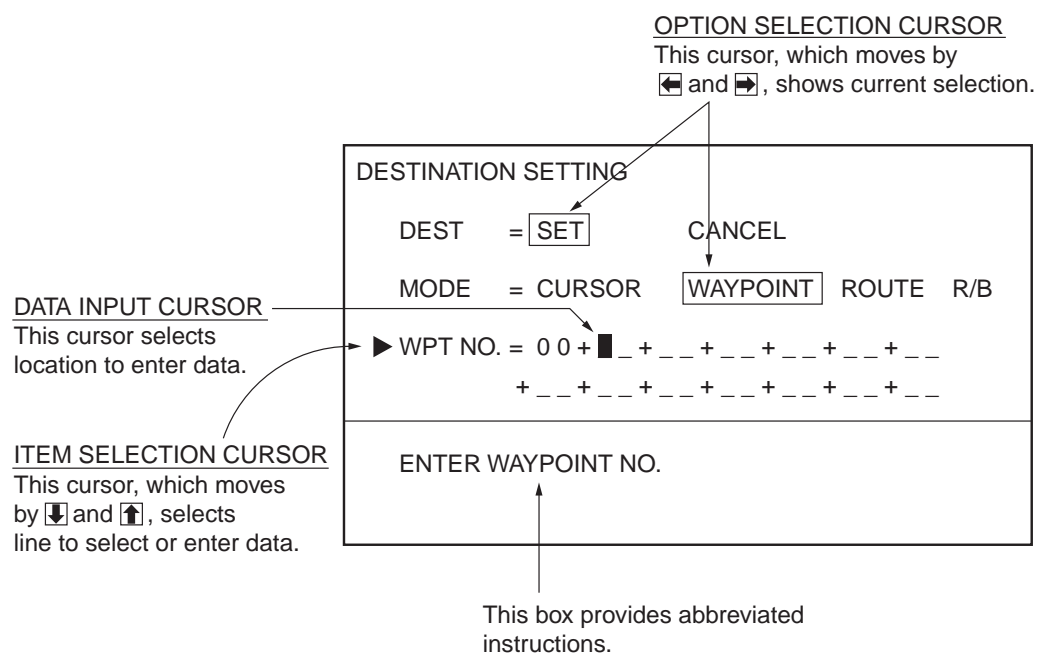 OPTION SELECTION CURSOR
This cursor, which moves by
⬅ and ➡, shows current selection.
DESTINATION SETTING
DEST = SET CANCEL
MODE = CURSOR WAYPOINT ROUTE R/B
DATA INPUT CURSOR
This cursor selects
location to enter data.
▶ WPT NO. = 0 0 + █ _ + _ _ + _ _ + _ _ + _ _ + _ _
+ _ _ + _ _ + _ _ + _ _ + _ _ + _ _ + _ _
ITEM SELECTION CURSOR
This cursor, which moves
by ⬇ and ⬆, selects
line to select or enter data.
ENTER WAYPOINT NO.
This box provides abbreviated
instructions.